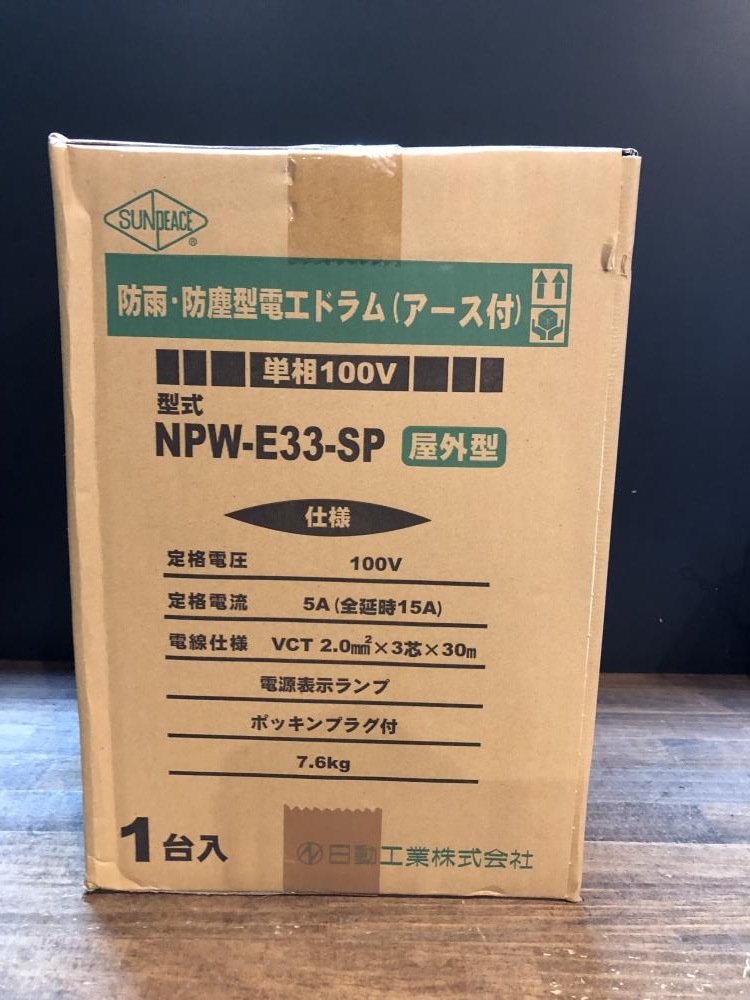 SUNDEACE®
防雨・防塵型電工ドラム(アース付)
単相100V
型式
NPW-E33-SP 屋外型
仕様
定格電圧 100V
定格電流 5A(全延時15A)
電線仕様 VCT 2.0mm²×3芯×30m
電源表示ランプ
ポッキンプラグ付
7.6kg
1台入
日動工業株式会社